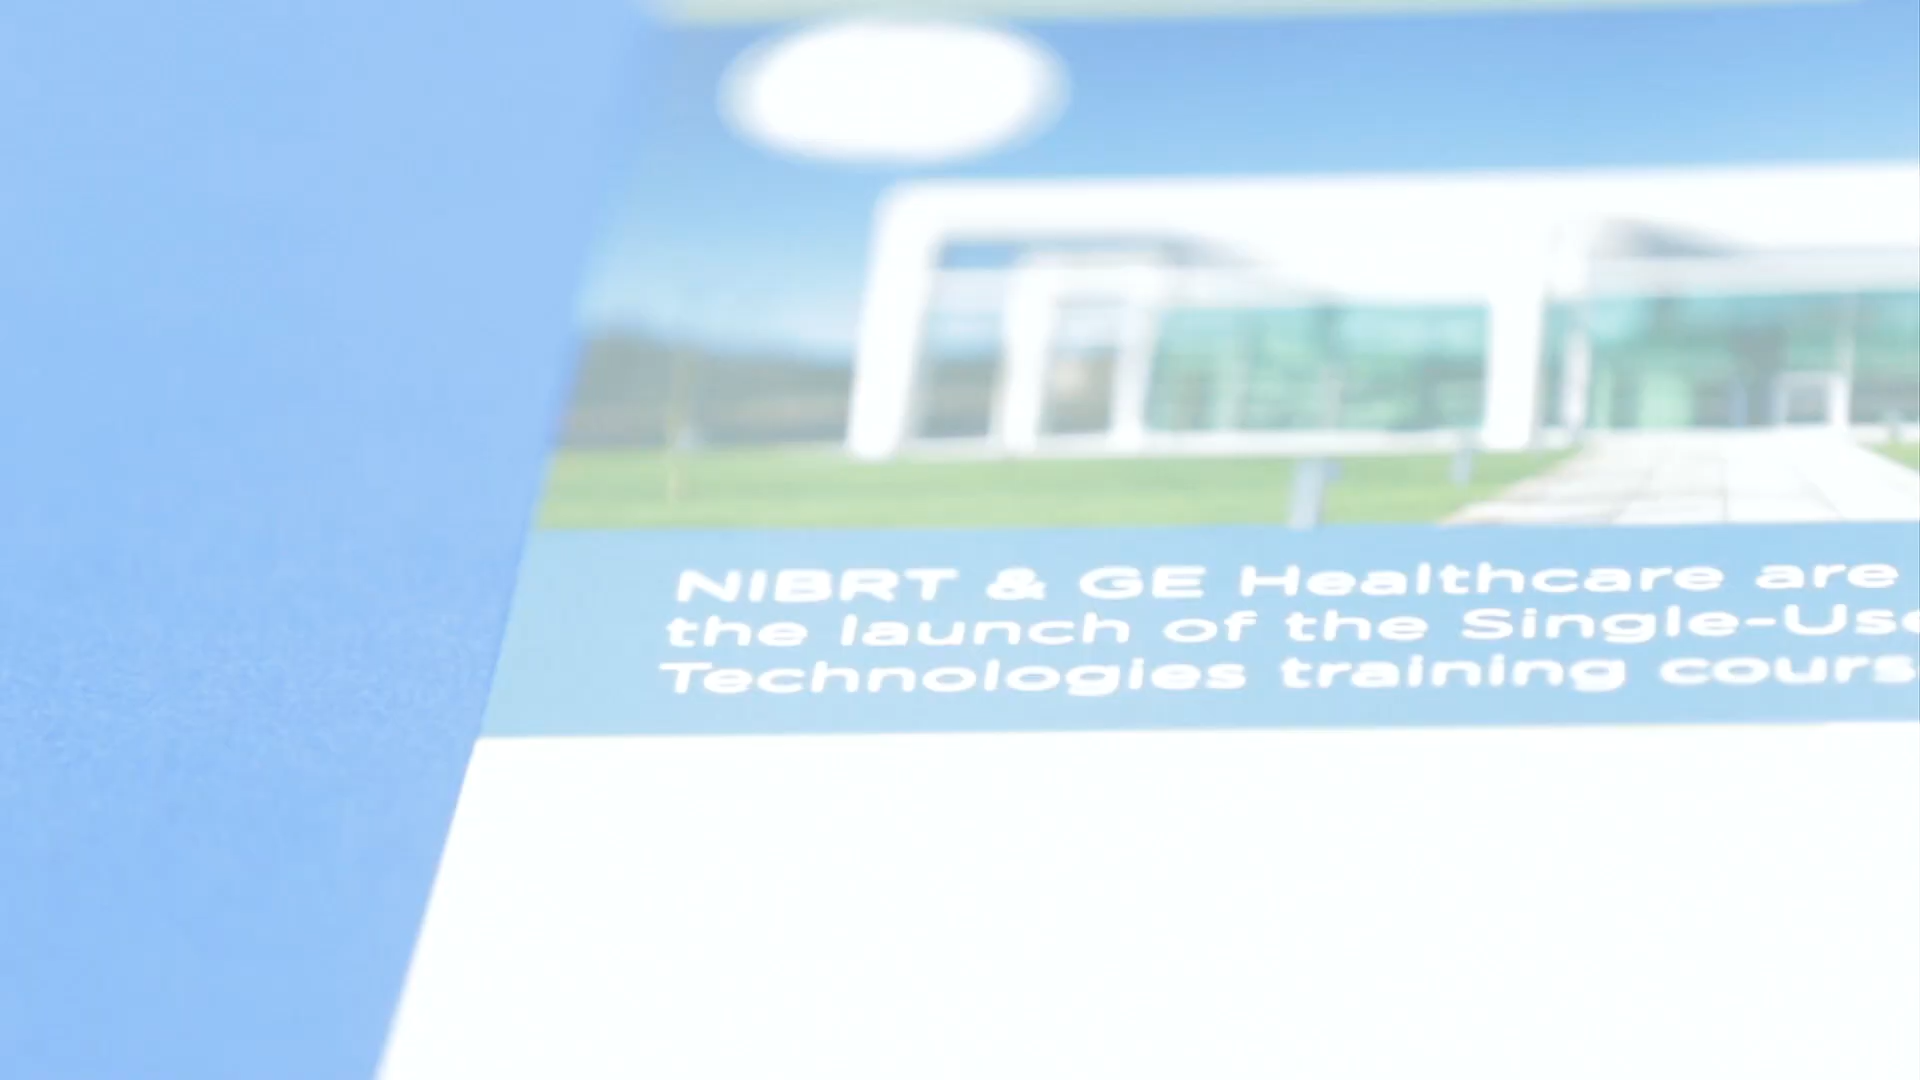 NIBRT & GE Healthcare are
the launch of the Single-Use
Technologies training cours